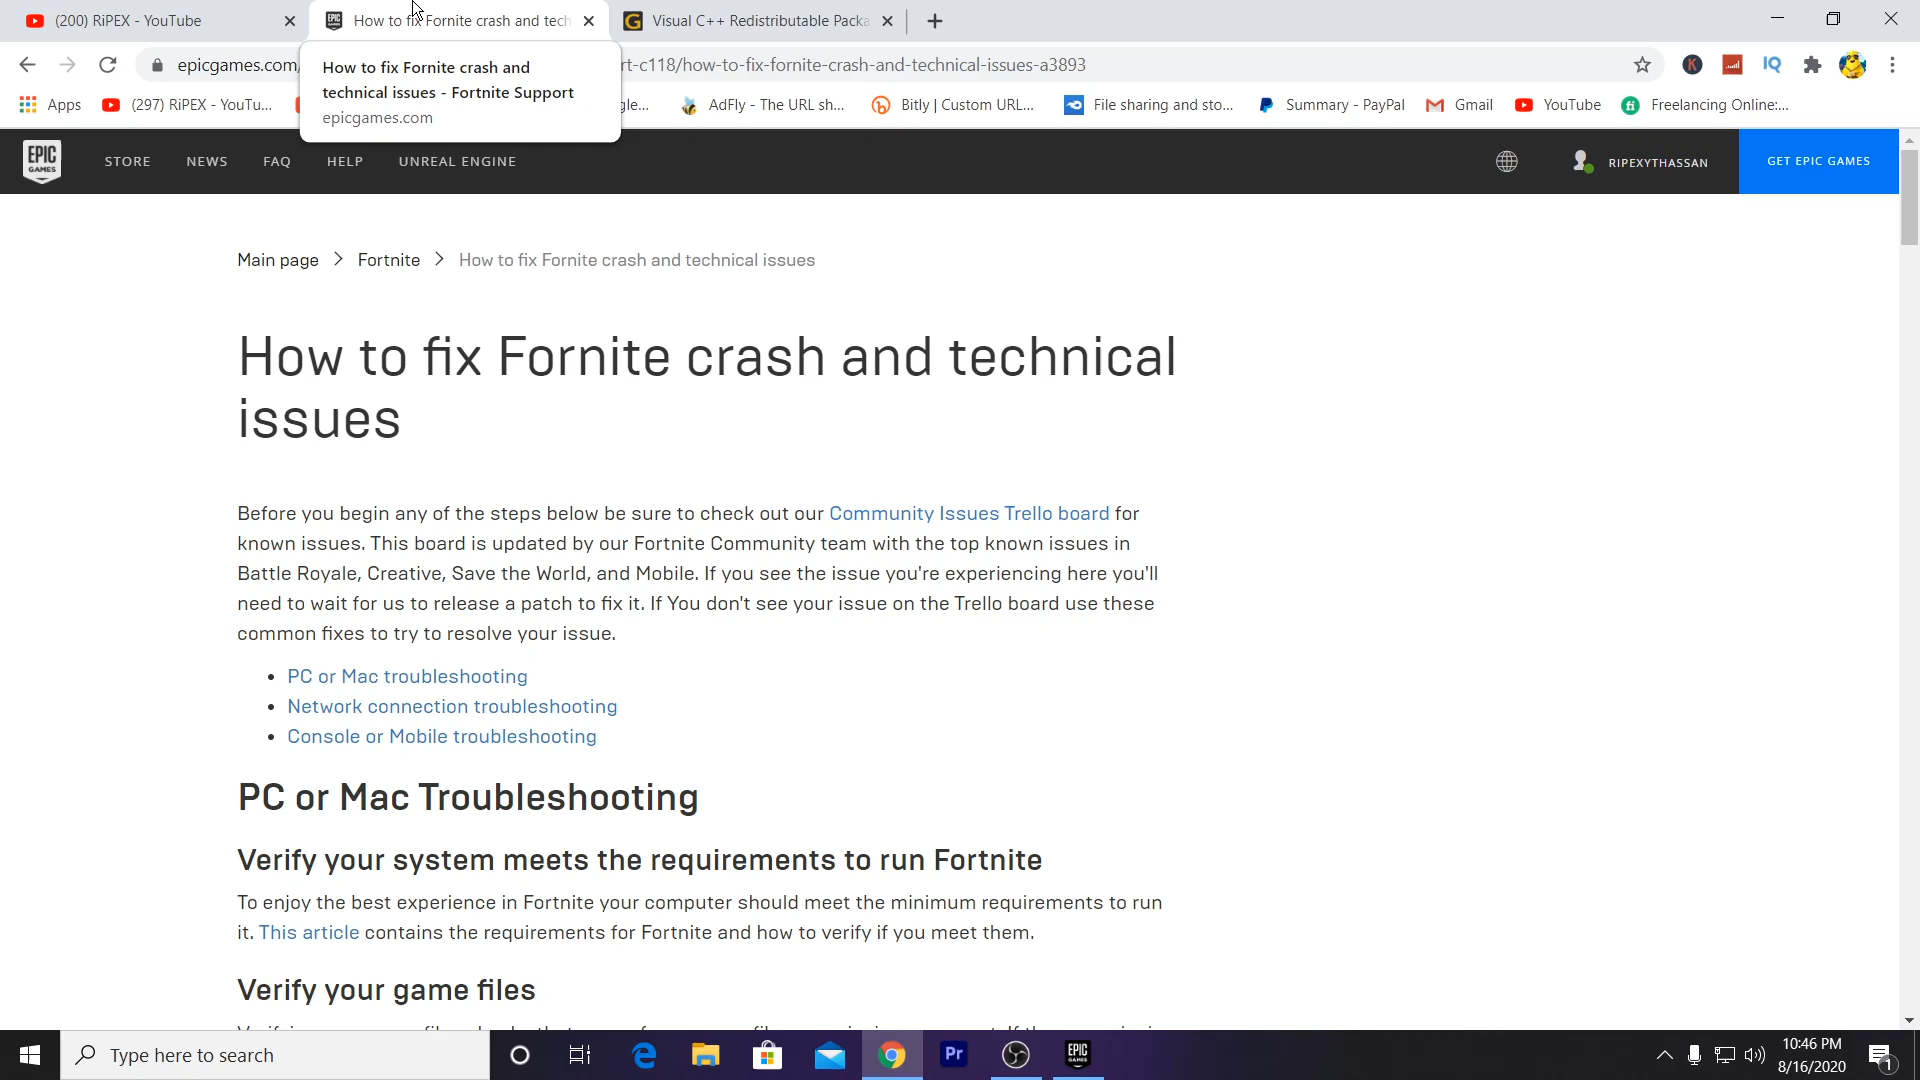 (200) RiPEX - YouTube
How to fix Fornite crash and tech
Visual C++ Redistributable Packa
epicgames.com/
rt-c118/how-to-fix-fornite-crash-and-technical-issues-a3893
How to fix Fornite crash and
technical issues - Fortnite Support
epicgames.com
Apps
(297) RiPEX - YouTu...
gle...
AdFly - The URL sh...
Bitly | Custom URL...
File sharing and sto...
Summary - PayPal
Gmail
YouTube
Freelancing Online:...
EPIC
GAMES
STORE
NEWS
FAQ
HELP
UNREAL ENGINE
RIPEXYTHASSAN
GET EPIC GAMES
Main page > Fortnite > How to fix Fornite crash and technical issues
How to fix Fornite crash and technical
issues
Before you begin any of the steps below be sure to check out our Community Issues Trello board for
known issues. This board is updated by our Fortnite Community team with the top known issues in
Battle Royale, Creative, Save the World, and Mobile. If you see the issue you're experiencing here you'll
need to wait for us to release a patch to fix it. If You don't see your issue on the Trello board use these
common fixes to try to resolve your issue.
• PC or Mac troubleshooting
• Network connection troubleshooting
• Console or Mobile troubleshooting
PC or Mac Troubleshooting
Verify your system meets the requirements to run Fortnite
To enjoy the best experience in Fortnite your computer should meet the minimum requirements to run
it. This article contains the requirements for Fortnite and how to verify if you meet them.
Verify your game files
Type here to search
Pr
EPIC
GAMES
10:46 PM
8/16/2020
1